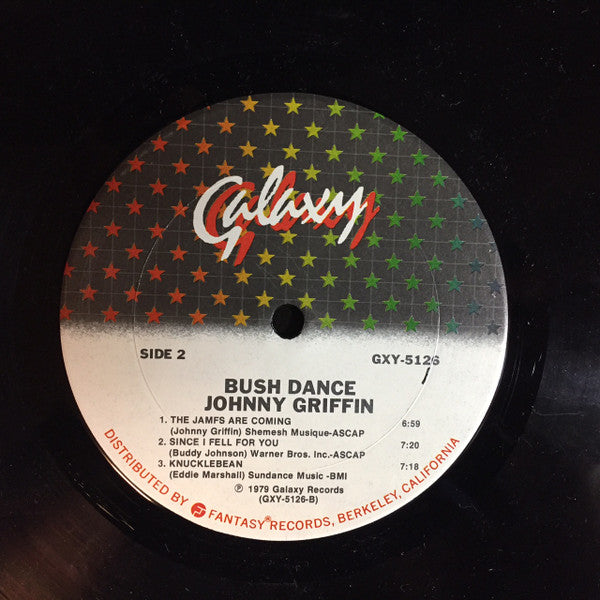 Galaxy
SIDE 2
GXY-5126
BUSH DANCE
JOHNNY GRIFFIN
1. THE JAMFS ARE COMING 6:59
(Johnny Griffin) Shemesh Musique-ASCAP
2. SINCE I FELL FOR YOU 7:20
(Buddy Johnson) Warner Bros. Inc.-ASCAP
3. KNUCKLEBEAN 7:18
(Eddie Marshall) Sundance Music -BMI
℗ 1979 Galaxy Records
(GXY-5126-B)
DISTRIBUTED BY FANTASY RECORDS, BERKELEY, CALIFORNIA